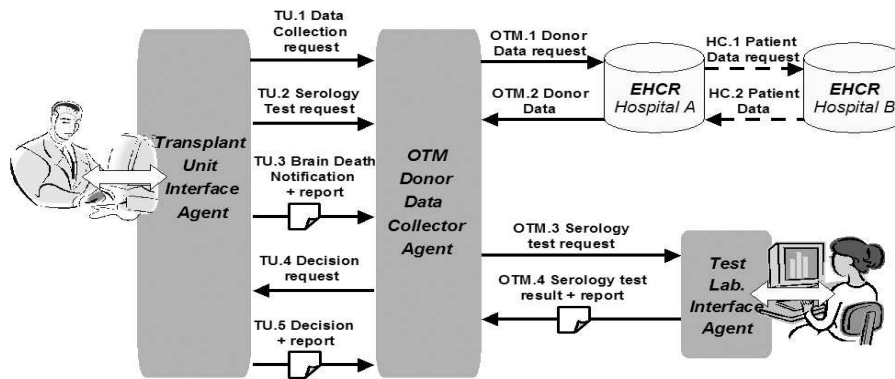 TU.1 Data
Collection
request
TU.2 Serology
Test request
TU.3 Brain Death
Notification
+ report
TU.4 Decision
request
TU.5 Decision
+ report
Transplant
Unit
Interface
Agent
OTM
Donor
Data
Collector
Agent
OTM.1 Donor
Data request
OTM.2 Donor
Data
EHCR
Hospital A
HC.1 Patient
Data request
HC.2 Patient
Data
EHCR
Hospital B
OTM.3 Serology
test request
OTM.4 Serology test
result + report
Test
Lab.
Interface
Agent